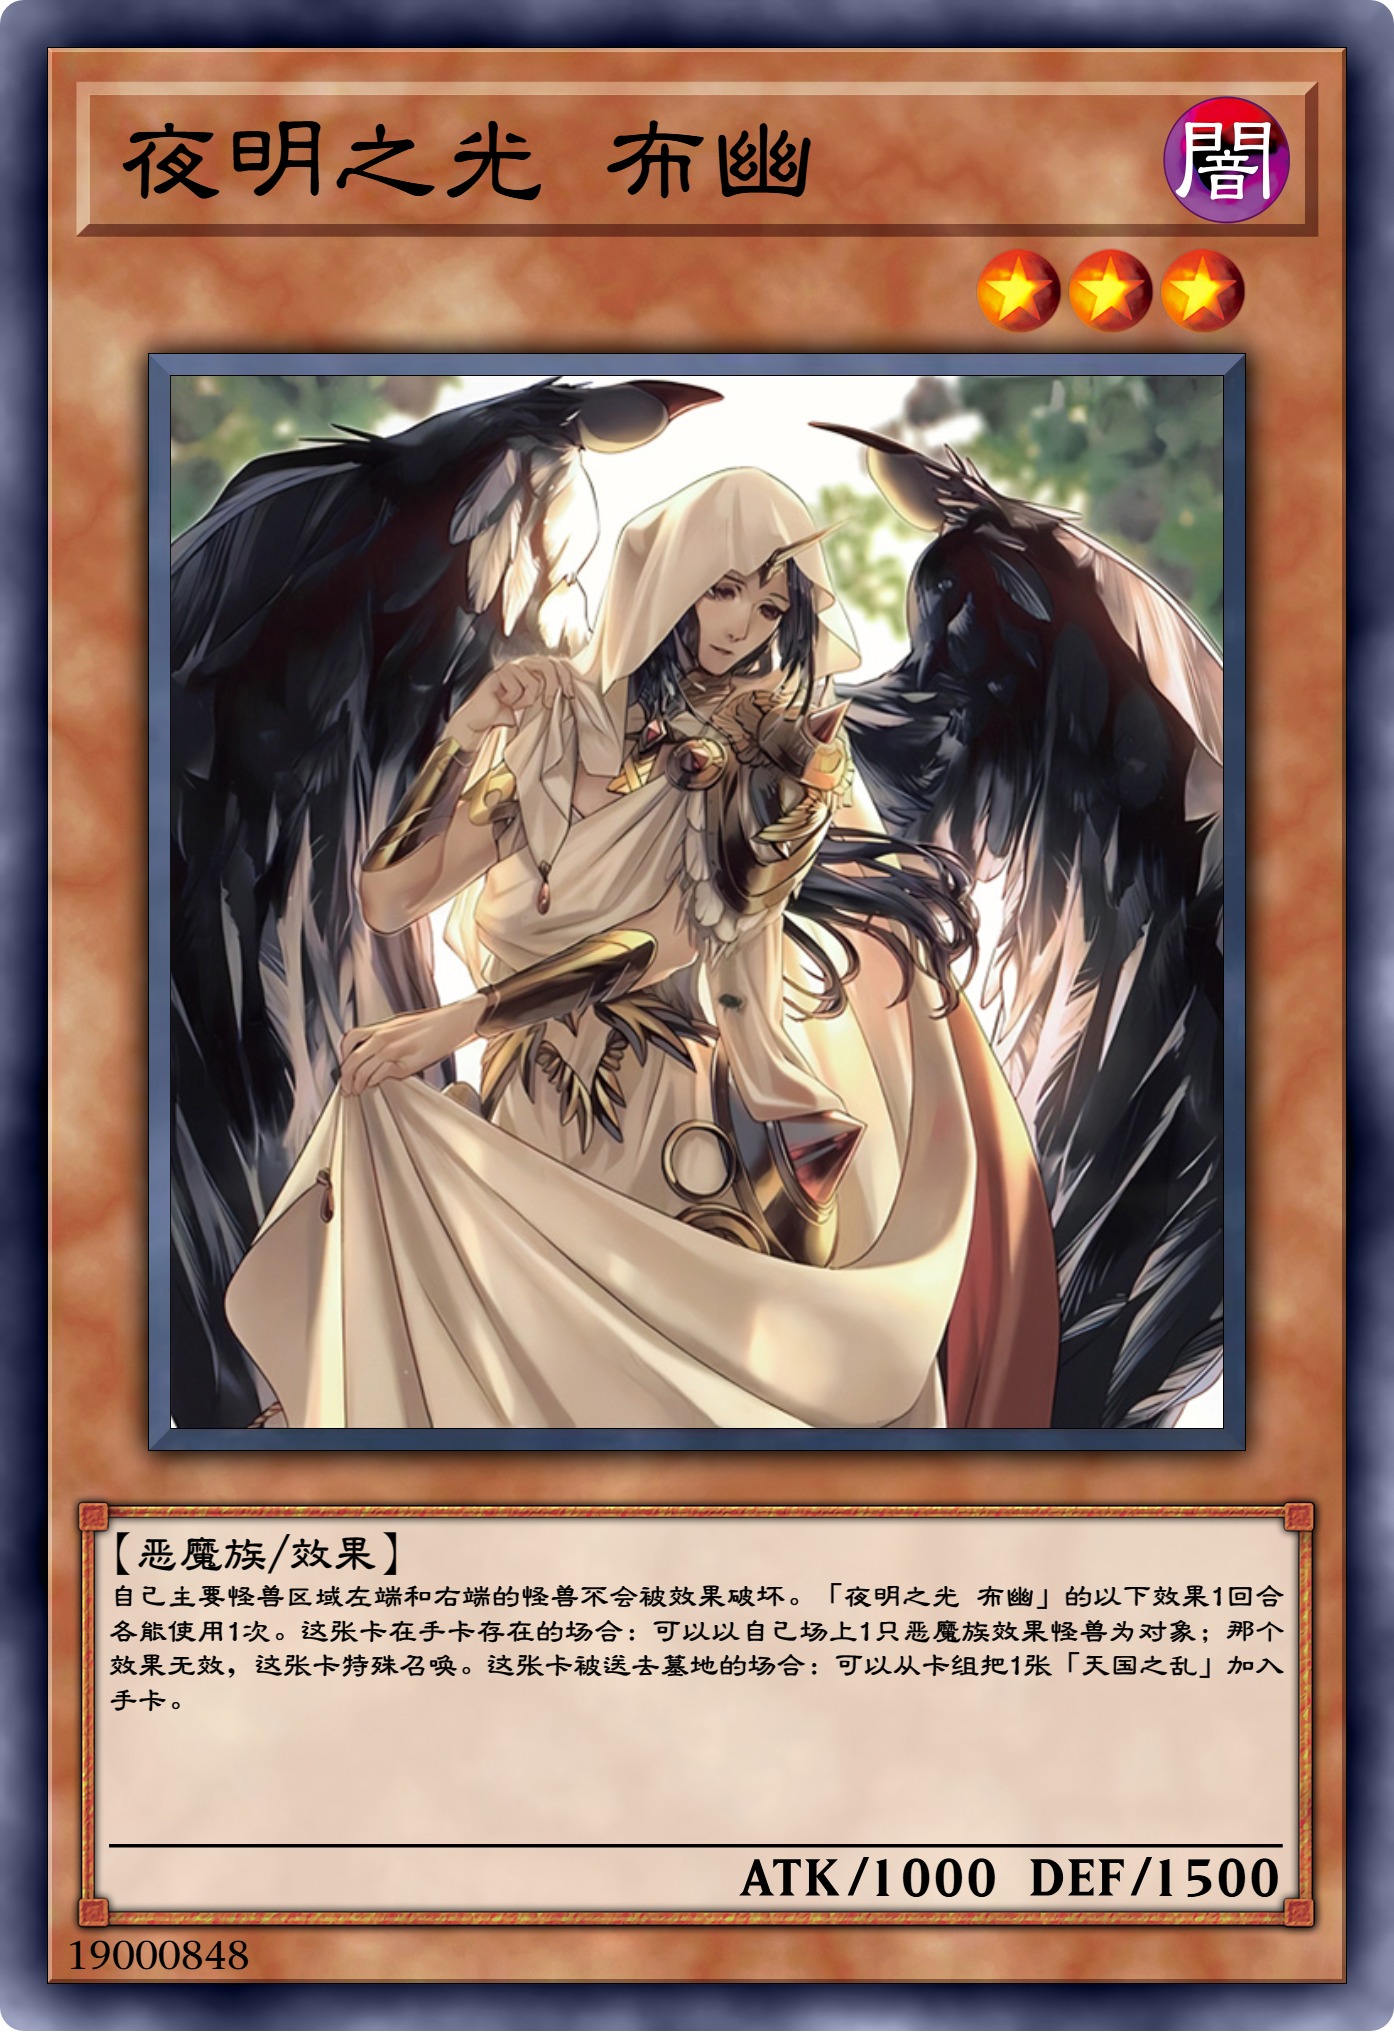 夜明之光 布幽
闇
【恶魔族/效果】
自己主要怪兽区域左端和右端的怪兽不会被效果破坏。「夜明之光 布幽」的以下效果1回合
各能使用1次。这张卡在手卡存在的场合：可以以自己场上1只恶魔族效果怪兽为对象；那个
效果无效，这张卡特殊召唤。这张卡被送去墓地的场合：可以从卡组把1张「天国之乱」加入
手卡。
ATK/1000 DEF/1500
19000848